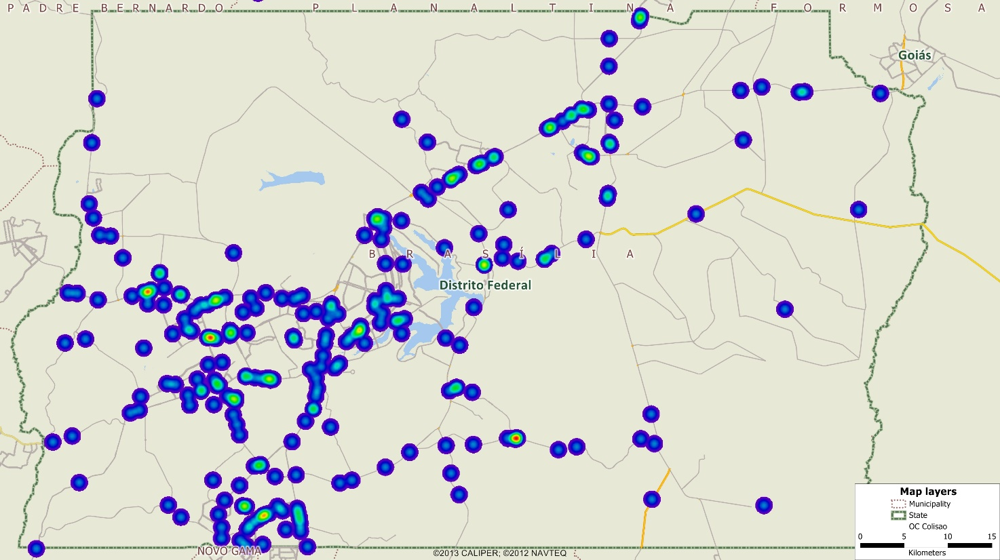 PADRE BERNARDO PLANALTINA FORMOSA
Goiás
BRASÍLIA
Distrito Federal
NOVO GAMA
Map layers
Municipality
State
OC Colisao
0 5 10 15
Kilometers
©2013 CALIPER; ©2012 NAVTEQ